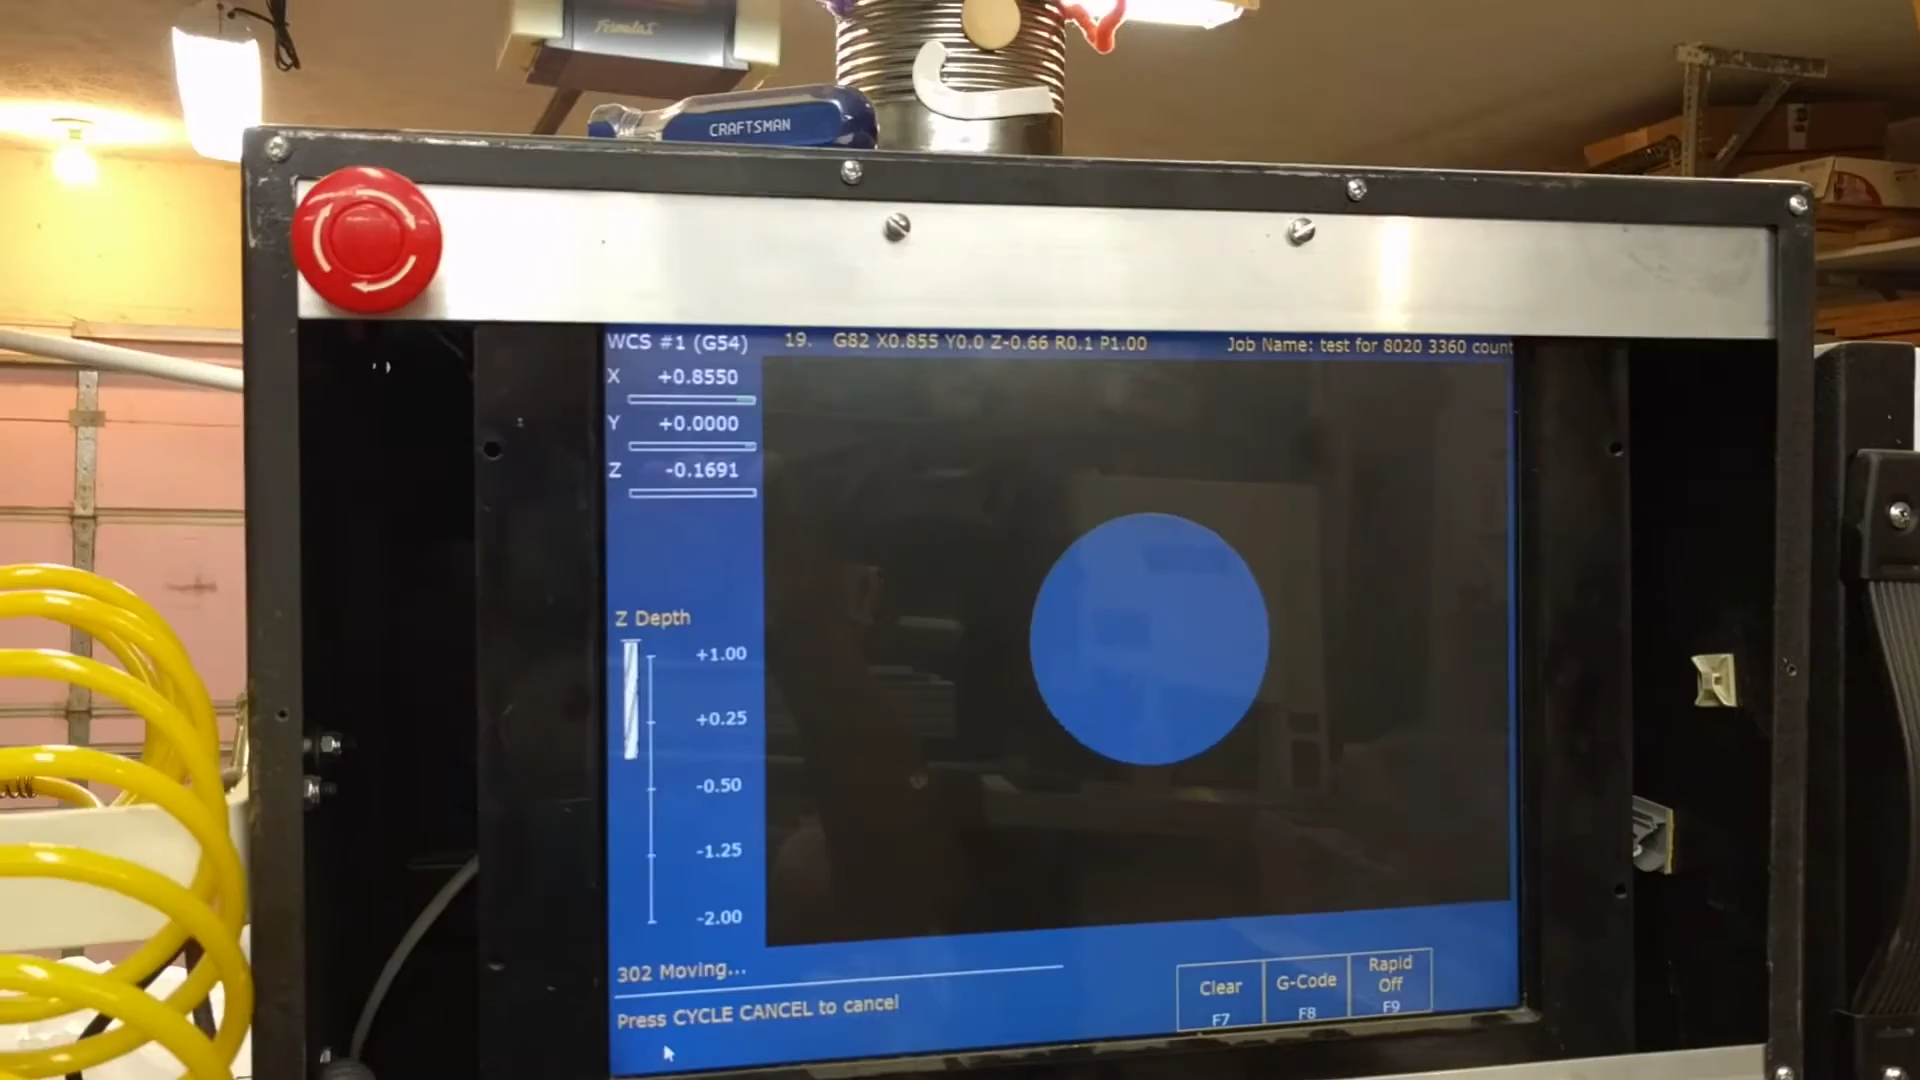 Formula I
CRAFTSMAN
WCS #1 (G54)
19. G82 X0.855 Y0.0 Z-0.66 R0.1 P1.00
Job Name: test for 8020 3360 count
X +0.8550
Y +0.0000
Z -0.1691
Z Depth
+1.00
+0.25
-0.50
-1.25
-2.00
302 Moving...
Press CYCLE CANCEL to cancel
Clear
F7
G-Code
F8
Rapid
Off
F9